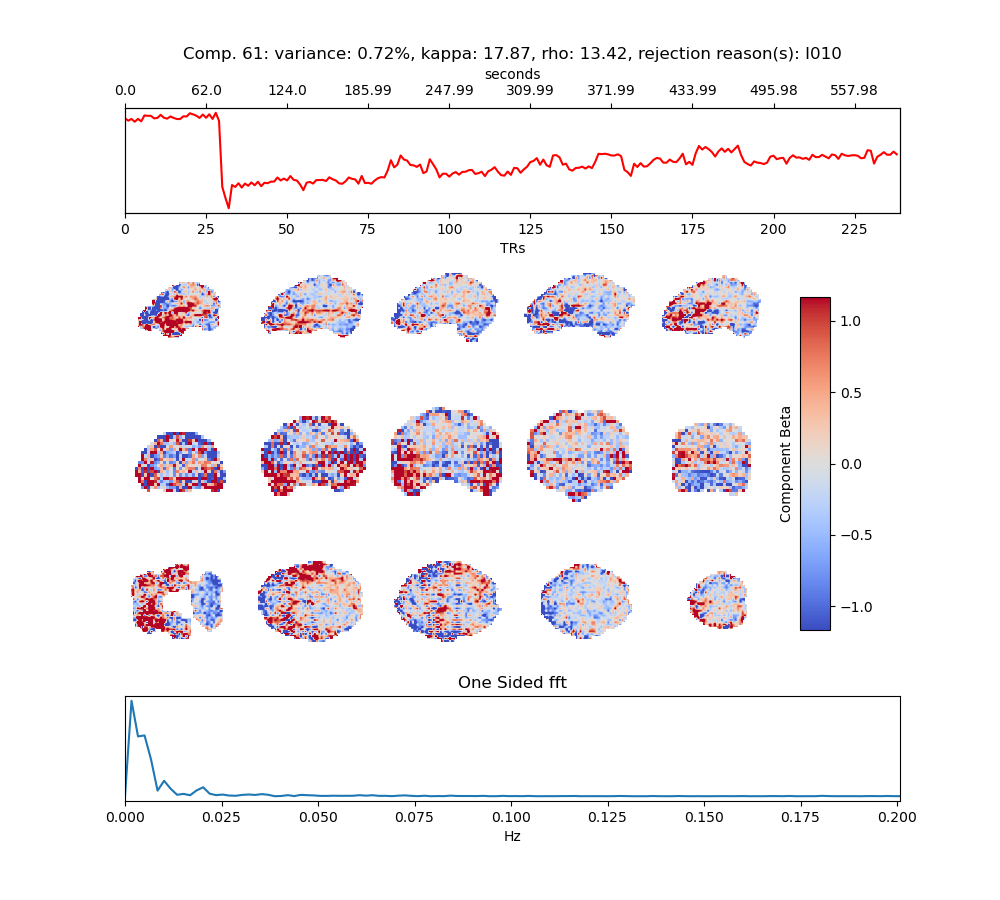 Comp. 61: variance: 0.72%, kappa: 17.87, rho: 13.42, rejection reason(s): I010
seconds
0.0 62.0 124.0 185.99 247.99 309.99 371.99 433.99 495.98 557.98
0 25 50 75 100 125 150 175 200 225
TRs
1.0
0.5
0.0
−0.5
−1.0
Component Beta
One Sided fft
0.000 0.025 0.050 0.075 0.100 0.125 0.150 0.175 0.200
Hz